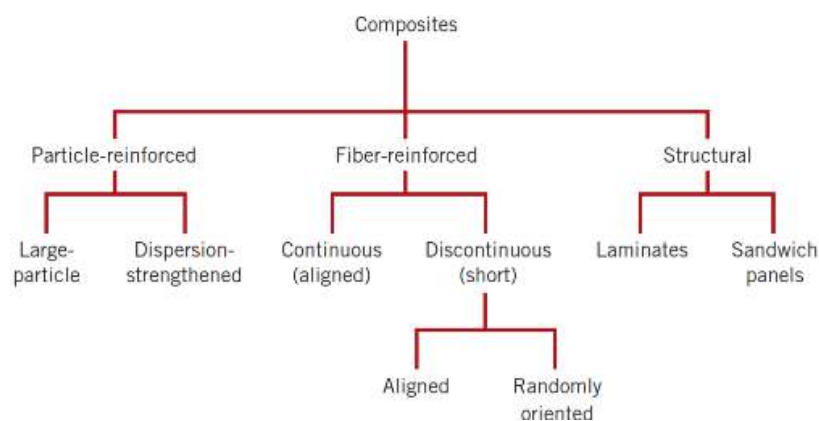 Composites
Particle-reinforced
Fiber-reinforced
Structural
Large-
particle
Dispersion-
strengthened
Continuous
(aligned)
Discontinuous
(short)
Laminates
Sandwich
panels
Aligned
Randomly
oriented